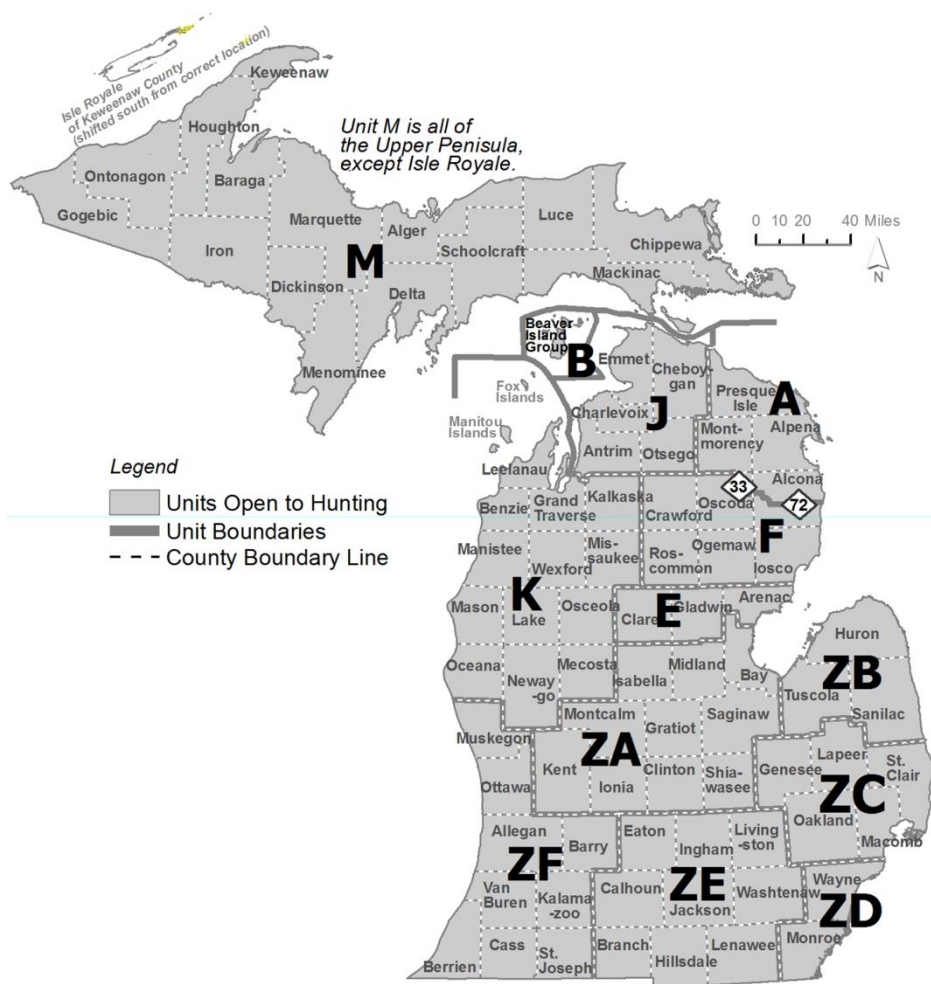 Isle Royale
of Keweenaw County
(shifted south from correct location)
Keweenaw
Houghton
Unit M is all of
the Upper Penisula,
except Isle Royale.
Ontonagon
Baraga
Gogebic
Marquette
Alger
Luce
Iron
Schoolcraft
Chippewa
0 10 20 40 Miles
N
M
Mackinac
Dickinson
Delta
Menominee
Beaver
Island
Group
B
Emmet
Cheboy-
gan
Fox
Islands
Presque
Isle
A
Charlevoix
J
Manitou
Islands
Mont-
morency
Alpena
Antrim
Otsego
Leelanau
Alcona
33
72
Legend
Units Open to Hunting
Unit Boundaries
County Boundary Line
Benzie
Grand
Traverse
Kalkaska
Crawford
Oscoda
F
Manistee
Wexford
Mis-
saukee
Ros-
common
Ogemaw
Iosco
K
Mason
Lake
Osceola
Clare
E
Gladwin
Arenac
Huron
Oceana
Neway
-go
Mecosta
Isabella
Midland
Bay
ZB
Tuscola
Sanilac
Muskegon
Montcalm
Gratiot
Saginaw
ZA
Kent
Ionia
Clinton
Shia-
wasee
Genesee
Lapeer
St.
Clair
ZC
Ottawa
Oakland
Macomb
Allegan
Barry
Eaton
Ingham
Living
-ston
ZF
ZE
Van
Buren
Kalama
-zoo
Calhoun
Jackson
Washtenaw
Wayne
ZD
Cass
St.
Joseph
Branch
Hillsdale
Lenawee
Monroe
Berrien